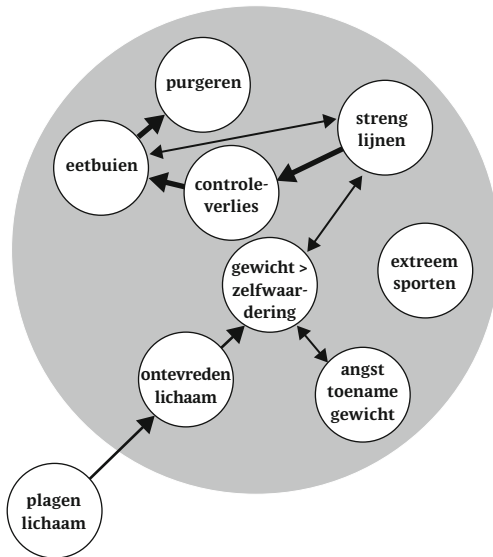 purgeren
streng
lijnen
eetbuien
controle-
verlies
gewicht >
zelfwaar-
dering
extreem
sporten
ontevreden
lichaam
angst
toename
gewicht
plagen
lichaam